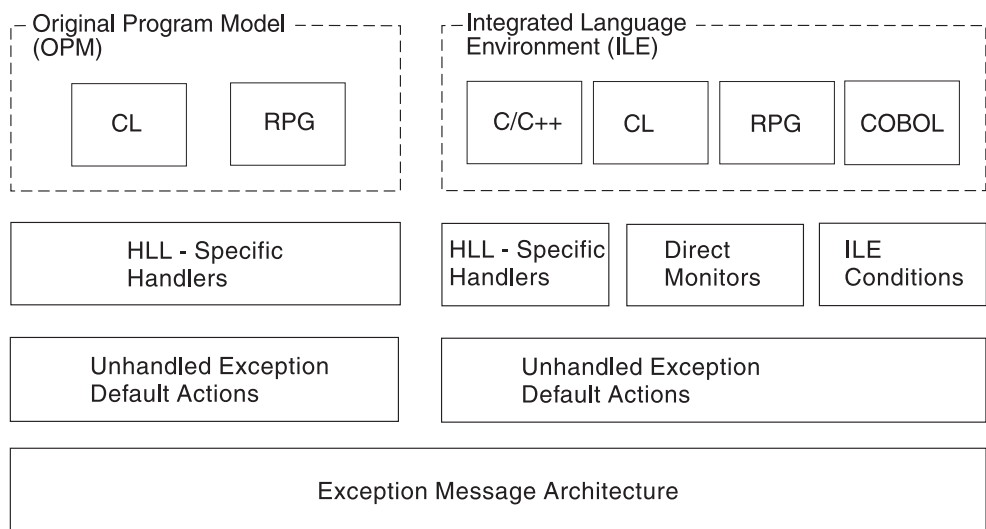 Original Program Model
(OPM)
CL
RPG
Integrated Language
Environment (ILE)
C/C++
CL
RPG
COBOL
HLL - Specific
Handlers
HLL - Specific
Handlers
Direct
Monitors
ILE
Conditions
Unhandled Exception
Default Actions
Unhandled Exception
Default Actions
Exception Message Architecture